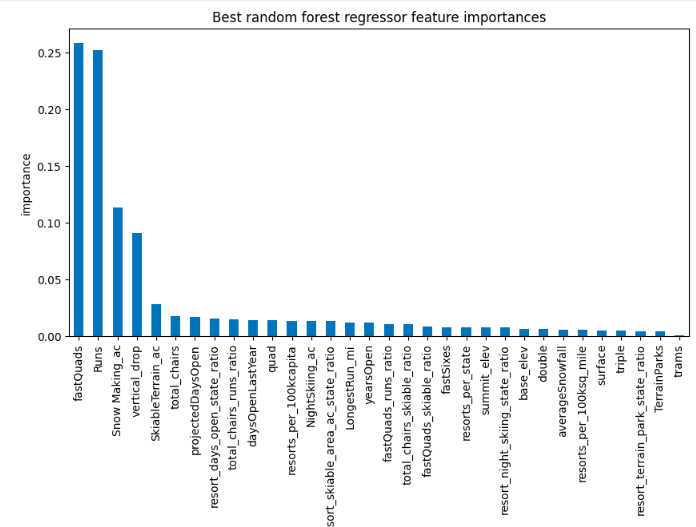 Best random forest regressor feature importances
importance
0.25
0.20
0.15
0.10
0.05
0.00
fastQuads
Runs
Snow Making_ac
vertical_drop
SkiableTerrain_ac
total_chairs
projectedDaysOpen
resort_days_open_state_ratio
total_chairs_runs_ratio
daysOpenLastYear
quad
resorts_per_100kcapita
NightSkiing_ac
sort_skiable_area_ac_state_ratio
LongestRun_mi
yearsOpen
fastQuads_runs_ratio
total_chairs_skiable_ratio
fastQuads_skiable_ratio
fastSixes
resorts_per_state
summit_elev
resort_night_skiing_state_ratio
base_elev
double
averageSnowfall
resorts_per_100ksq_mile
surface
triple
resort_terrain_park_state_ratio
TerrainParks
trams